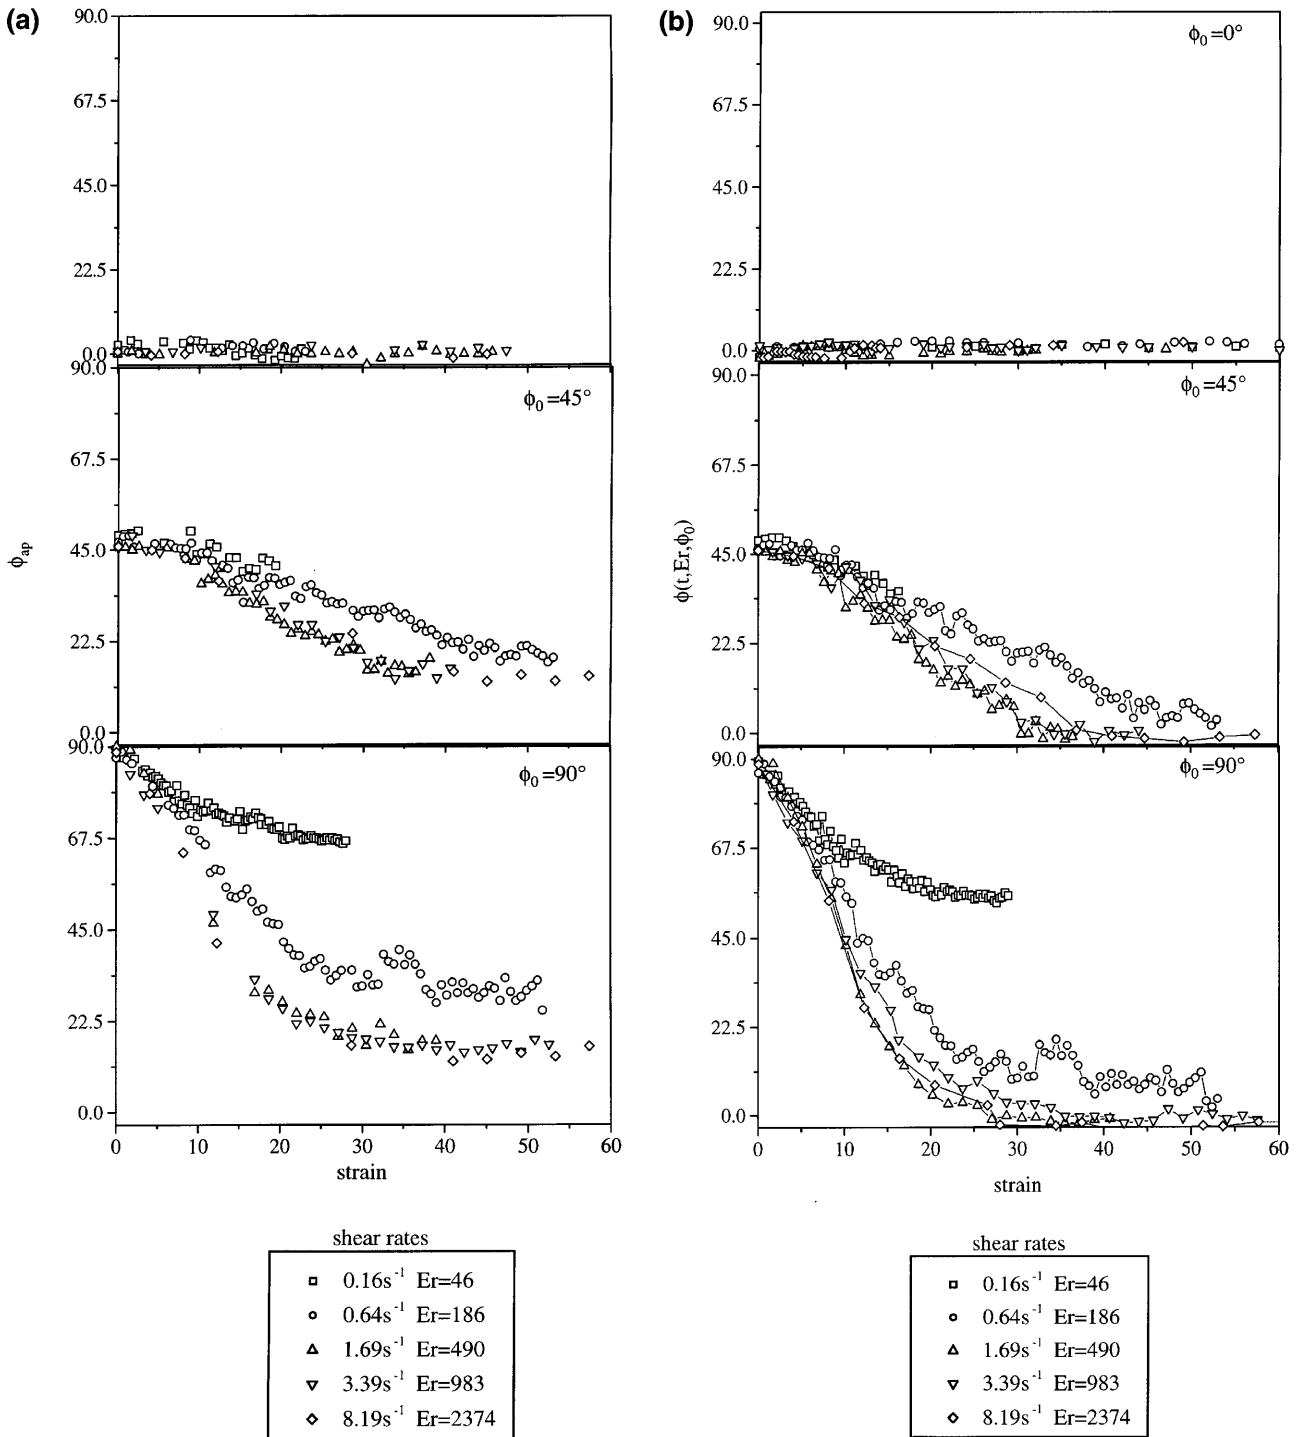 (a)
90.0
67.5
45.0
22.5
0.0
90.0
ϕ₀=45°
67.5
45.0
22.5
0.0
ϕap
90.0
ϕ₀=90°
67.5
45.0
22.5
0.0
0 10 20 30 40 50 60
strain
shear rates
0.16s⁻¹ Er=46
0.64s⁻¹ Er=186
1.69s⁻¹ Er=490
3.39s⁻¹ Er=983
8.19s⁻¹ Er=2374
(b)
90.0
ϕ₀=0°
67.5
45.0
22.5
0.0
90.0
ϕ₀=45°
67.5
45.0
22.5
0.0
ϕ(t,Er,ϕ₀)
90.0
ϕ₀=90°
67.5
45.0
22.5
0.0
0 10 20 30 40 50 60
strain
shear rates
0.16s⁻¹ Er=46
0.64s⁻¹ Er=186
1.69s⁻¹ Er=490
3.39s⁻¹ Er=983
8.19s⁻¹ Er=2374